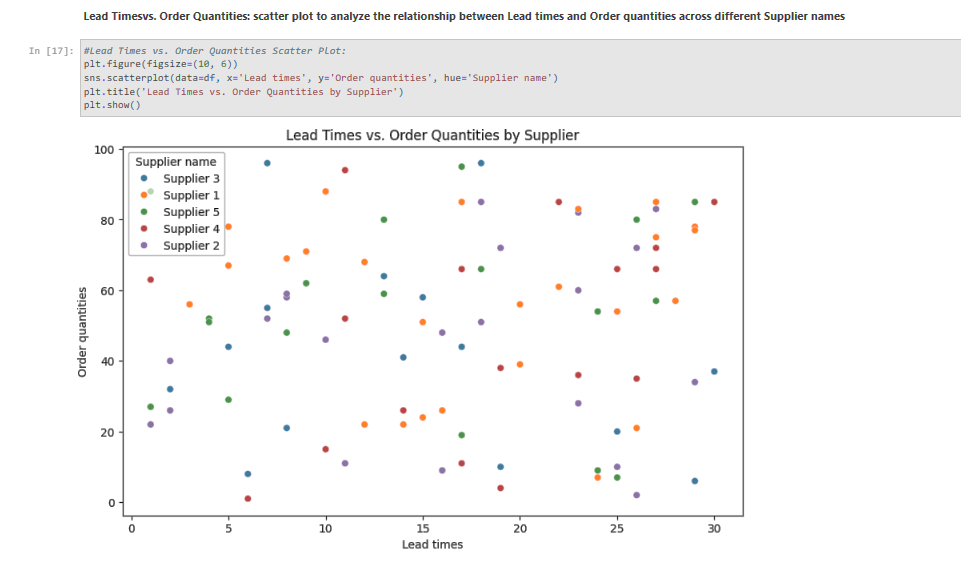 Lead Timesvs. Order Quantities: scatter plot to analyze the relationship between Lead times and Order quantities across different Supplier names
In [17]: #Lead Times vs. Order Quantities Scatter Plot:
plt.figure(figsize=(10, 6))
sns.scatterplot(data=df, x='Lead times', y='Order quantities', hue='Supplier name')
plt.title('Lead Times vs. Order Quantities by Supplier')
plt.show()
Lead Times vs. Order Quantities by Supplier
100
80
60
40
20
0
Order quantities
Supplier name
Supplier 3
Supplier 1
Supplier 5
Supplier 4
Supplier 2
0 5 10 15 20 25 30
Lead times